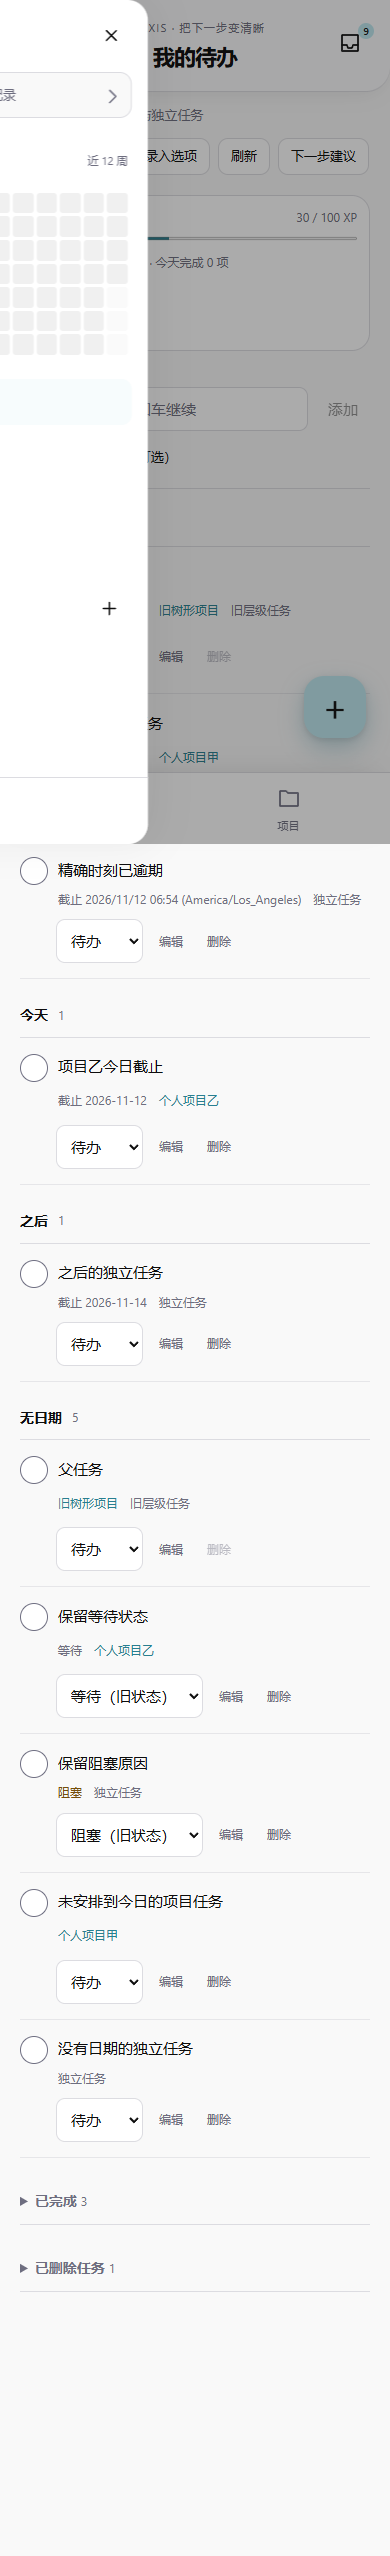 XIS · 把下一步变清晰
9
我的待办
记录
独立任务
录入选项
刷新
下一步建议
近 12 周
30 / 100 XP
· 今天完成 0 项
车继续
添加
选）
旧树形项目 旧层级任务
编辑 删除
务
个人项目甲
项目
精确时刻已逾期
截止 2026/11/12 06:54 (America/Los_Angeles) 独立任务
待办 编辑 删除
今天 1
项目乙今日截止
截止 2026-11-12 个人项目乙
待办 编辑 删除
之后 1
之后的独立任务
截止 2026-11-14 独立任务
待办 编辑 删除
无日期 5
父任务
旧树形项目 旧层级任务
待办 编辑 删除
保留等待状态
等待 个人项目乙
等待（旧状态） 编辑 删除
保留阻塞原因
阻塞 独立任务
阻塞（旧状态） 编辑 删除
未安排到今日的项目任务
个人项目甲
待办 编辑 删除
没有日期的独立任务
独立任务
待办 编辑 删除
已完成 3
已删除任务 1